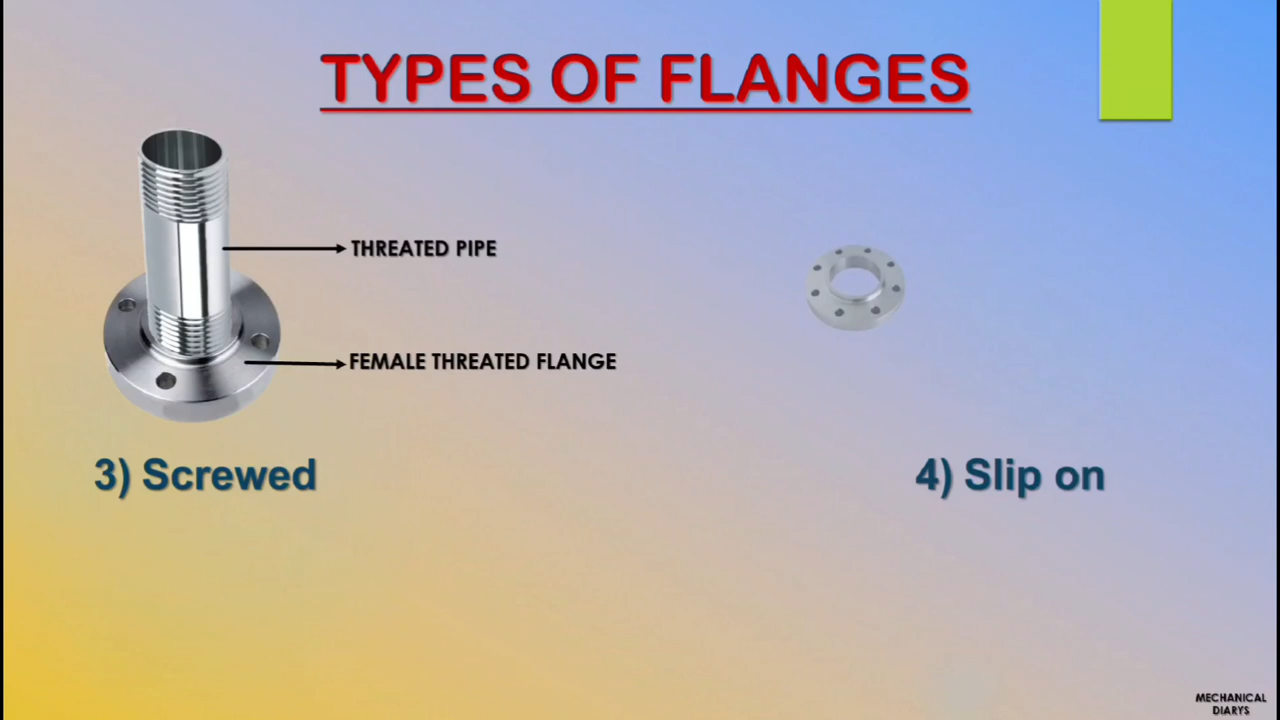 TYPES OF FLANGES
THREATED PIPE
FEMALE THREATED FLANGE
3) Screwed
4) Slip on
MECHANICAL
DIARYS